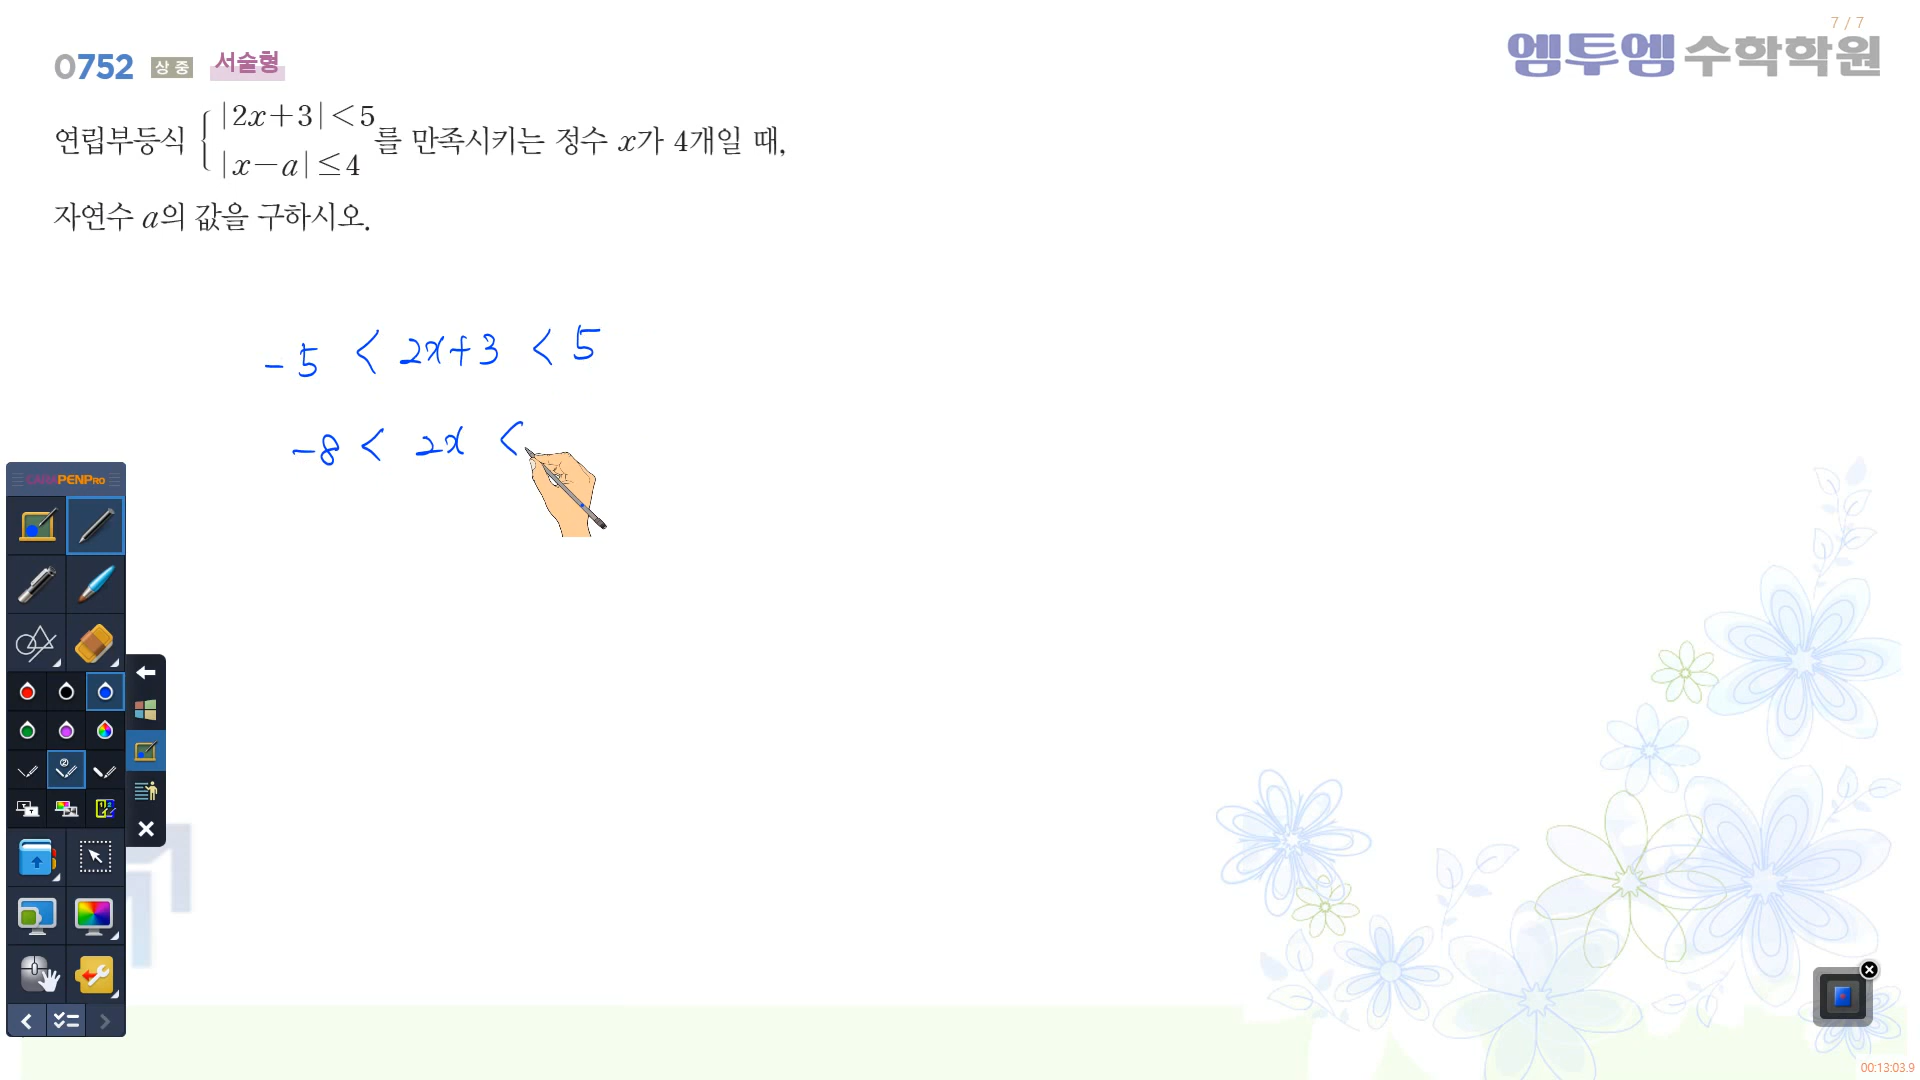 7 / 7
엠투엠 수학학원
0752 상 중 서술형
연립부등식 { |2x+3|<5 |x-a|≤4 를 만족시키는 정수 x가 4개일 때,
자연수 a의 값을 구하시오.
-5 < 2x+3 < 5
-8 < 2x <
CAMPENPRO
00:13:03.9